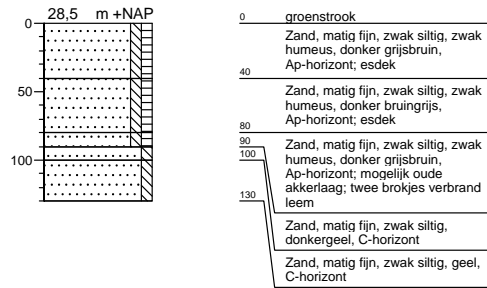 28,5 m +NAP
0
50
100
0 groenstrook
Zand, matig fijn, zwak siltig, zwak
humeus, donker grijsbruin,
Ap-horizont; esdek
40
Zand, matig fijn, zwak siltig, zwak
humeus, donker bruingrijs,
Ap-horizont; esdek
80
Zand, matig fijn, zwak siltig, zwak
humeus, donker grijsbruin,
Ap-horizont; mogelijk oude
akkerlaag; twee brokjes verbrand
leem
90
Zand, matig fijn, zwak siltig,
donkergeel, C-horizont
100
Zand, matig fijn, zwak siltig, geel,
C-horizont
130